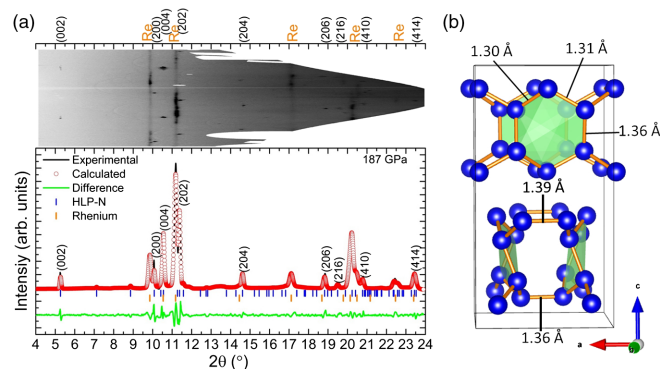 (a)
(002)
Re
(200)
(004)
Re
(202)
(204)
Re
(206)
(216)
Re
(410)
Re
(414)
Experimental
Calculated
Difference
HLP-N
Rhenium
187 GPa
(002)
(200)
(004)
(202)
(204)
(206)
(216)
(410)
(414)
Intensiy (arb. units)
4 5 6 7 8 9 10 11 12 13 14 15 16 17 18 19 20 21 22 23 24
2θ (°)
(b)
1.30 Å
1.31 Å
1.36 Å
1.39 Å
1.36 Å
c
a
b